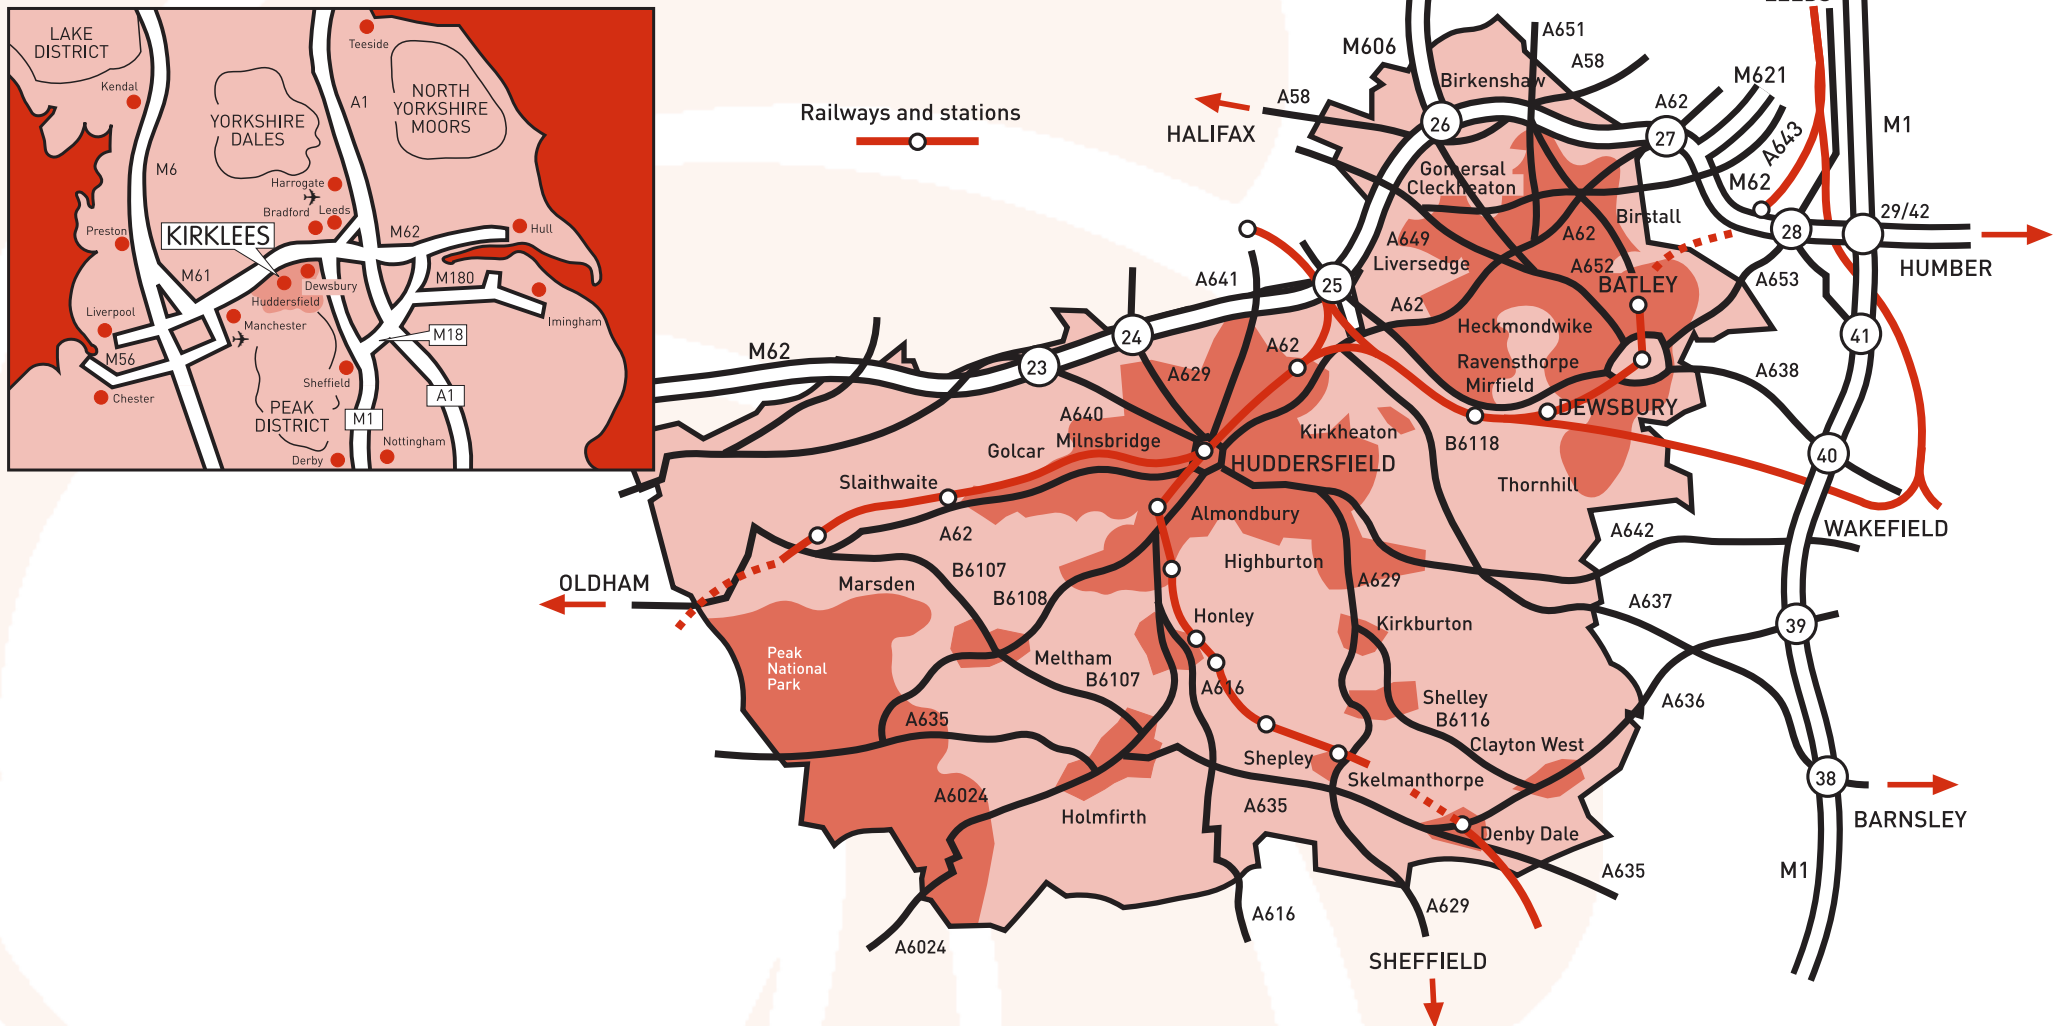 LAKE
DISTRICT
Teeside
Kendal
A1
NORTH
YORKSHIRE
MOORS
YORKSHIRE
DALES
M6
Harrogate
Bradford
Leeds
Preston
KIRKLEES
M62
Hull
M61
Dewsbury
M180
Huddersfield
Liverpool
Manchester
Imingham
M18
M56
Sheffield
Chester
A1
PEAK
DISTRICT
M1
Nottingham
Derby
Railways and stations
M606
A651
A58
Birkenshaw
M621
A58
A62
HALIFAX
26
27
A643
M1
Gomersal
Cleckheaton
M62
Birstall
29/42
28
A649
A62
HUMBER
Liversedge
A652
A641
BATLEY
A653
25
A62
Heckmondwike
24
41
M62
A62
23
Ravensthorpe
A629
Mirfield
A638
A640
DEWSBURY
Milnsbridge
Kirkheaton
B6118
Golcar
HUDDERSFIELD
40
Slaithwaite
Thornhill
Almondbury
A62
A642
WAKEFIELD
Highburton
B6107
A629
OLDHAM
Marsden
B6108
A637
Honley
Kirkburton
39
Peak
National
Park
Meltham
B6107
A616
Shelley
A636
A635
B6116
Clayton West
Shepley
Skelmanthorpe
38
A6024
A635
Holmfirth
BARNSLEY
Denby Dale
M1
A635
A629
A616
A6024
SHEFFIELD